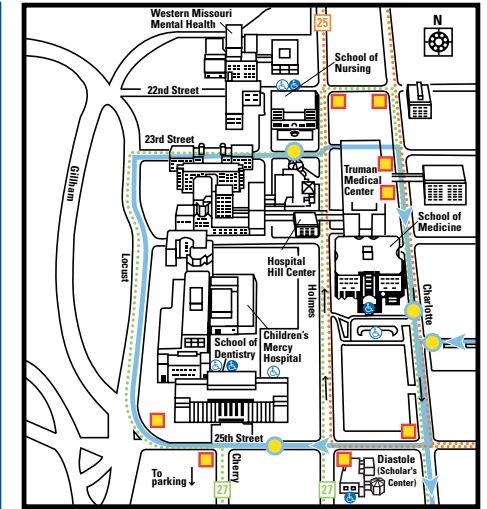 Western Missouri
Mental Health
25
N
School of
Nursing
22nd Street
23rd Street
Gillham
Truman
Medical
Center
School of
Medicine
Locust
Hospital
Hill Center
Holmes
Charlotte
Children's
Mercy
Hospital
School of
Dentistry
25th Street
To
parking ↓
Cherry
27
27
Diastole
(Scholar's
Center)